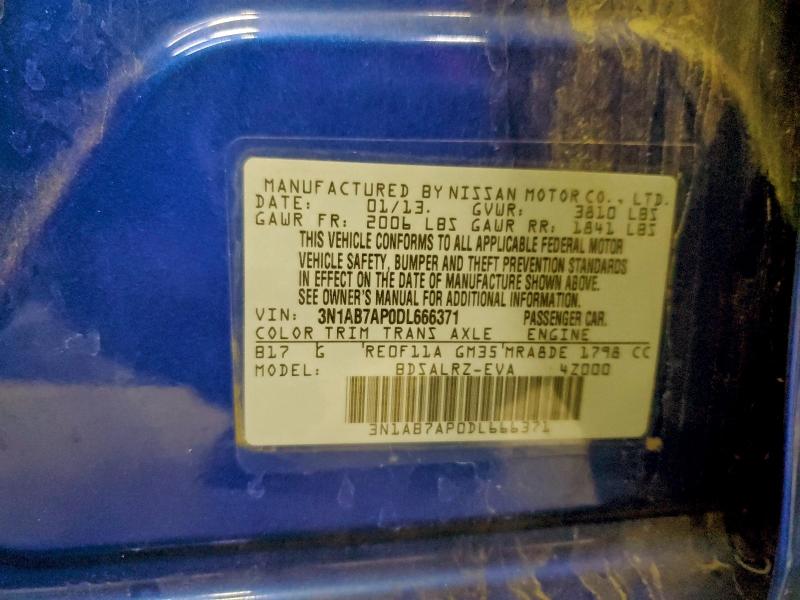 MANUFACTURED BY NISSAN MOTOR CO., LTD.
DATE: 01/13. GVWR: 3810 LBS
GAWR FR: 2006 LBS GAWR RR: 1841 LBS
THIS VEHICLE CONFORMS TO ALL APPLICABLE FEDERAL MOTOR
VEHICLE SAFETY, BUMPER AND THEFT PREVENTION STANDARDS
IN EFFECT ON THE DATE OF MANUFACTURE SHOWN ABOVE.
SEE OWNER'S MANUAL FOR ADDITIONAL INFORMATION.
VIN: 3N1AB7AP0DL666371 PASSENGER CAR.
COLOR TRIM TRANS AXLE ENGINE
B17 G RE0F11A GM35 MRA8DE 1798 CC
MODEL: BDSALRZ-EVA 4Z000
3N1AB7AP0DL666371